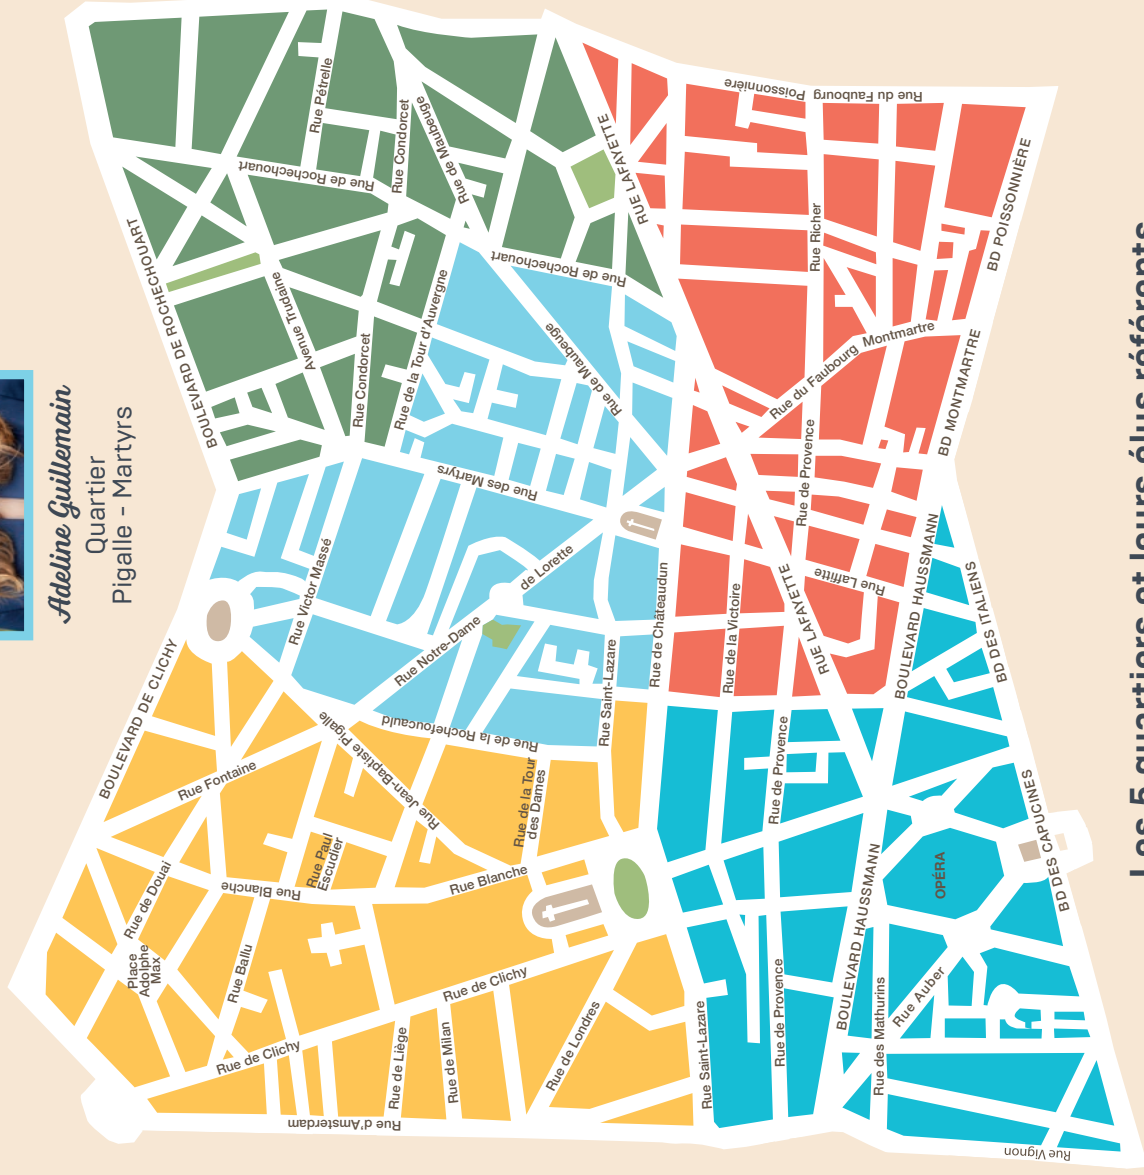 Adeline Guillemain
Quartier
Pigalle - Martyrs
Rue Pétrelle
Rue Condorcet
Rue de Maubeuge
Rue de Rochechouart
BOULEVARD DE ROCHECHOUART
Avenue Trudaine
Rue Condorcet
Rue de la Tour d'Auvergne
Rue de Rochechouart
Rue de Maubeuge
RUE LAFAYETTE
Poissonnière
Rue du Faubourg
Rue Richer
BD POISSONNIÈRE
Rue du Faubourg
Montmartre
BD MONTMARTRE
Rue de Provence
Rue des Martyrs
Rue Victor Massé
de Lorette
Rue Notre-Dame
Rue de Châteaudun
Rue de la Victoire
RUE LAFAYETTE
Rue Laffitte
BOULEVARD HAUSSMANN
BD DES ITALIENS
BOULEVARD DE CLICHY
Rue Fontaine
Rue Jean-Baptiste Pigalle
Rue de la Rochefoucauld
Rue Saint-Lazare
Rue de la Tour
des Dames
Rue de Provence
BD DES CAPUCINES
Rue Paul
Escudier
Rue Blanche
Rue Blanche
Rue de Douai
Place
Adolphe
Max
Rue Ballu
Rue de Clichy
Rue de Clichy
Rue de Liège
Rue de Milan
Rue de Londres
Rue d'Amsterdam
Rue Saint-Lazare
Rue de Provence
BOULEVARD HAUSSMANN
Rue des Mathurins
Rue Auber
OPÉRA
Rue Vignon